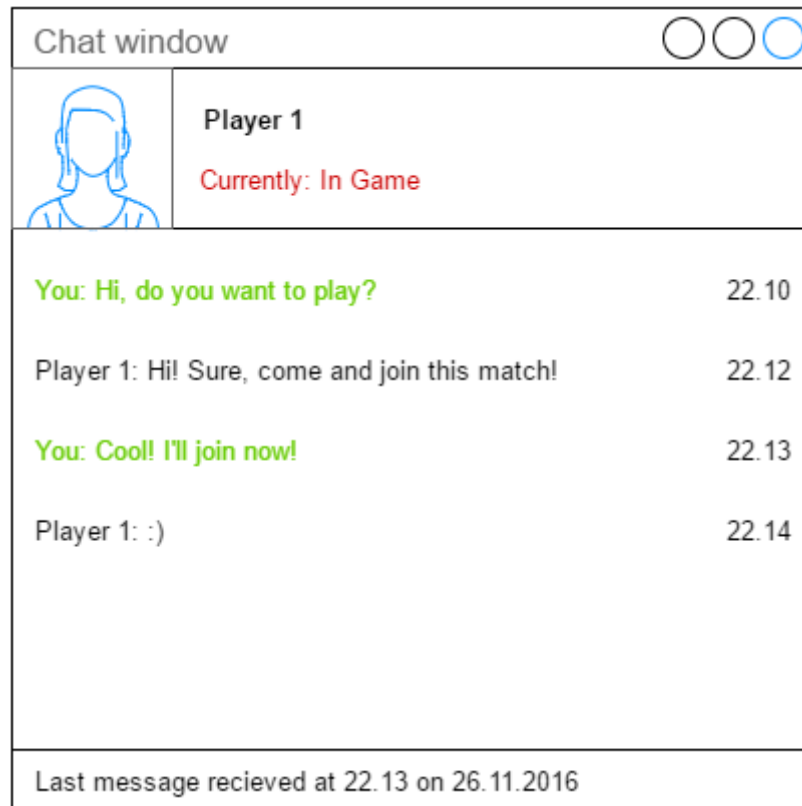 Chat window
Player 1
Currently: In Game
You: Hi, do you want to play? 22.10
Player 1: Hi! Sure, come and join this match! 22.12
You: Cool! I'll join now! 22.13
Player 1: :) 22.14
Last message recieved at 22.13 on 26.11.2016